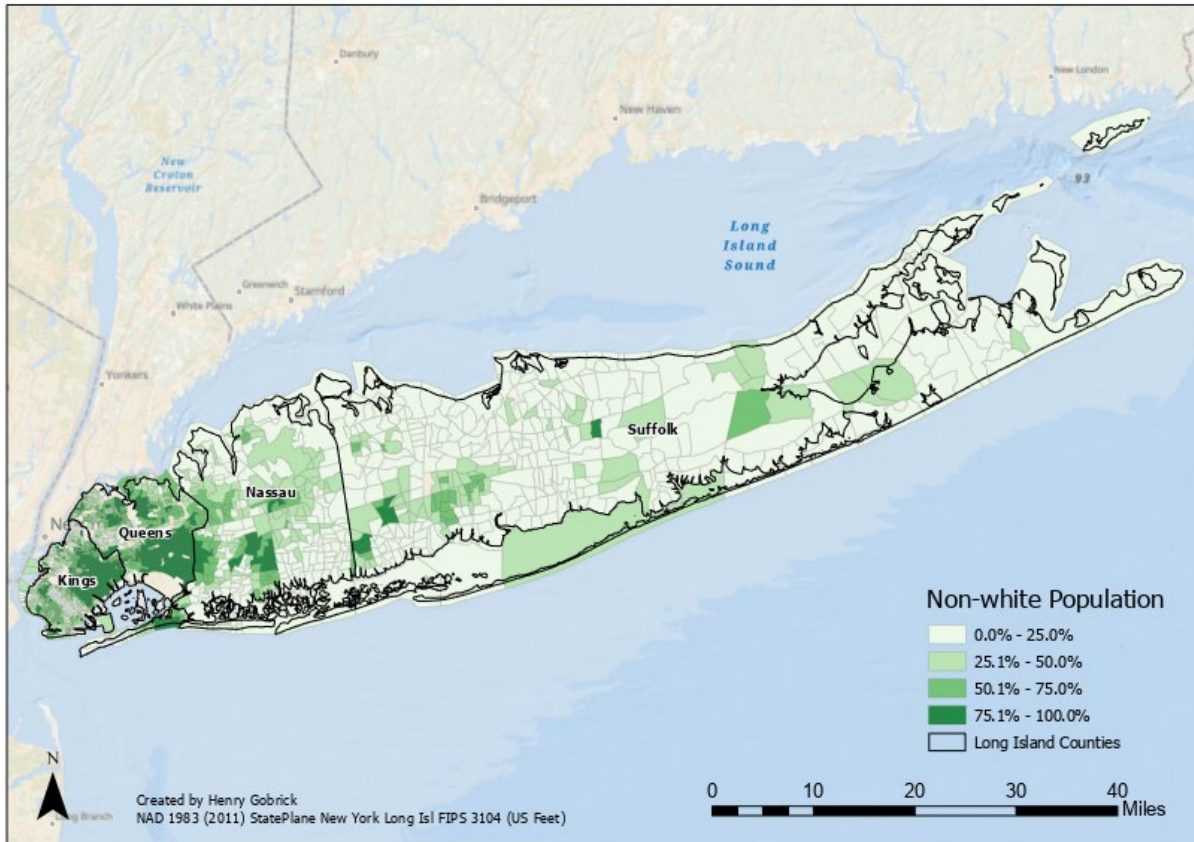 Danbury
New London
New Haven
New
Croton
Reservoir
93
Bridgeport
Long
Island
Sound
Greenwich
Stamford
White Plains
Yonkers
Suffolk
Nassau
Queens
Kings
Non-white Population
0.0% - 25.0%
25.1% - 50.0%
50.1% - 75.0%
75.1% - 100.0%
Long Island Counties
N
0 10 20 30 40
Miles
Created by Henry Gobrick
NAD 1983 (2011) StatePlane New York Long Isl FIPS 3104 (US Feet)
Branch